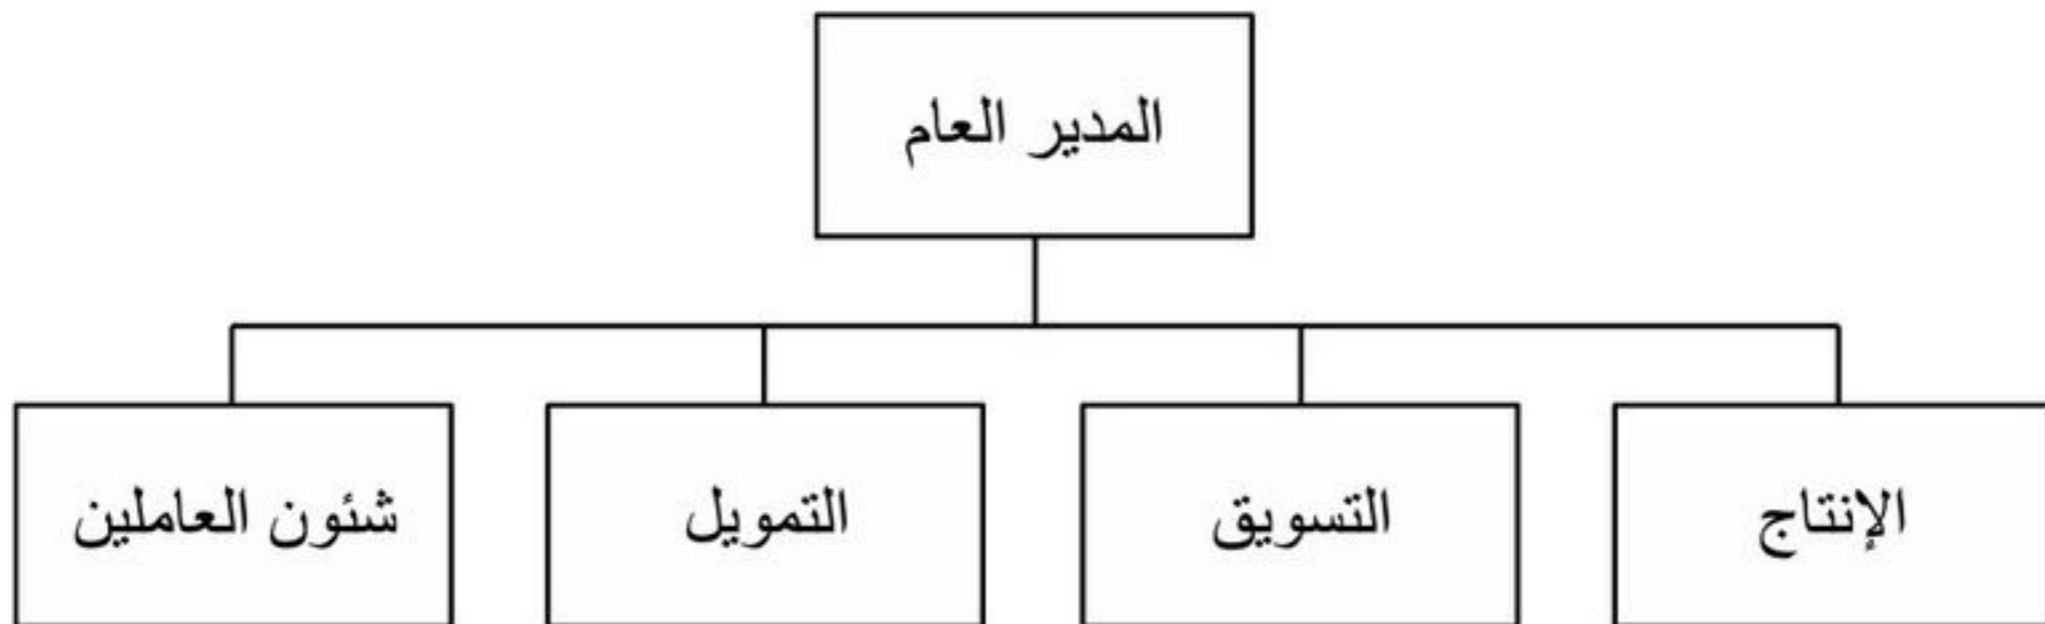 المدير العام
الإنتاج
التسويق
التمويل
شئون العاملين